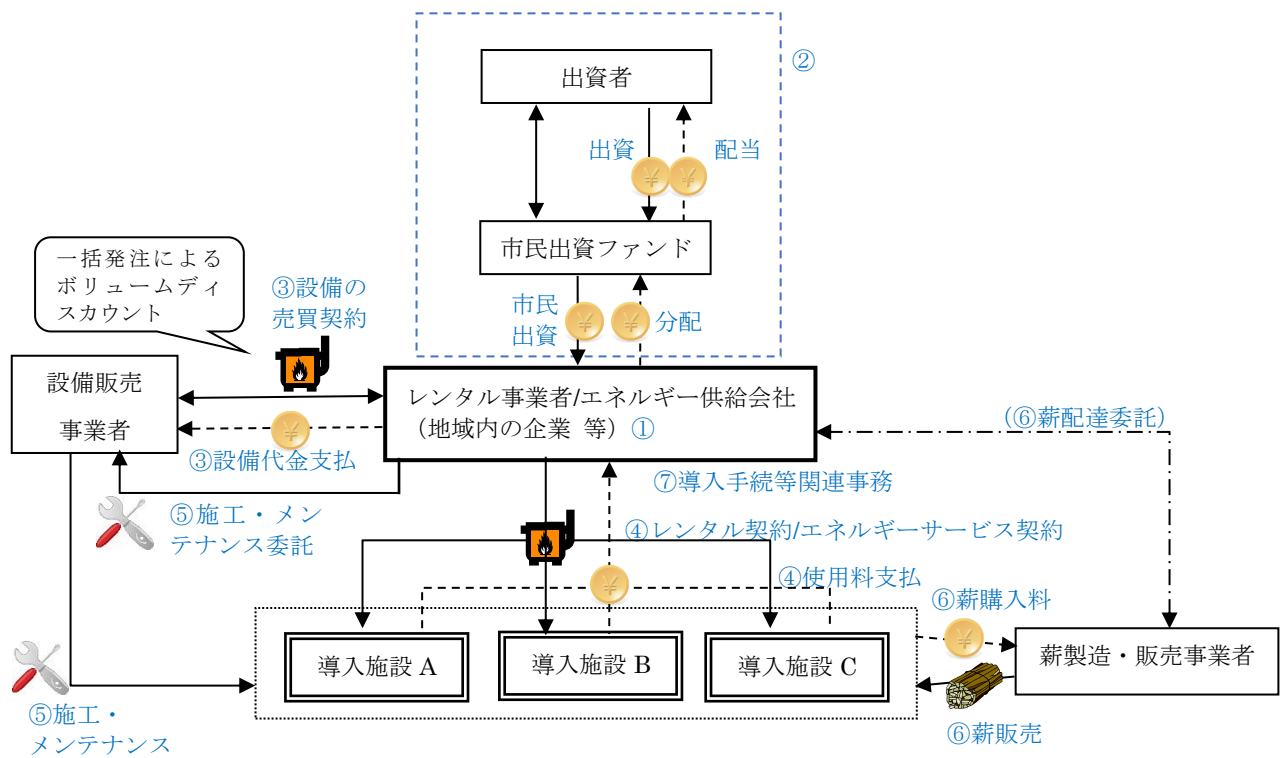 ②
出資者
出資
配当
市民出資ファンド
市民
出資
分配
一括発注による
ボリュームディ
スカウント
③設備の
売買契約
設備販売
事業者
レンタル事業者/エネルギー供給会社
（地域内の企業 等）①
（⑥薪配達委託）
③設備代金支払
⑦導入手続等関連事務
⑤施工・メン
テナンス委託
④レンタル契約/エネルギーサービス契約
④使用料支払
⑥薪購入料
導入施設 A
導入施設 B
導入施設 C
薪製造・販売事業者
⑤施工・
メンテナンス
⑥薪販売
¥
¥
¥
¥
¥
¥
¥